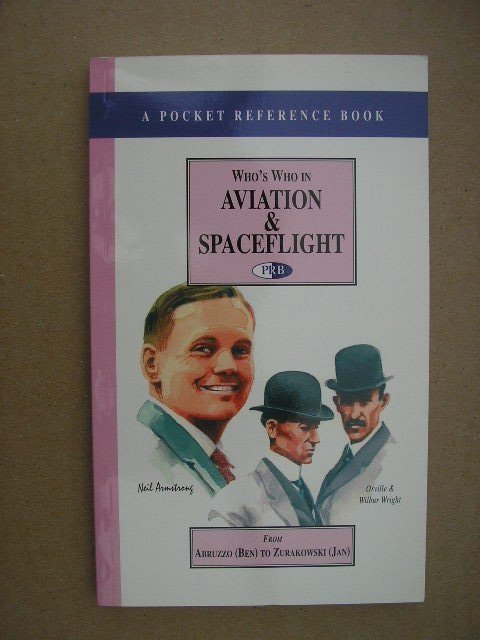 A POCKET REFERENCE BOOK
WHO'S WHO IN
AVIATION
&
SPACEFLIGHT
PRB
Neil Armstrong
Orville &
Wilbur Wright
FROM
ABRUZZO (BEN) TO ZURAKOWSKI (JAN)